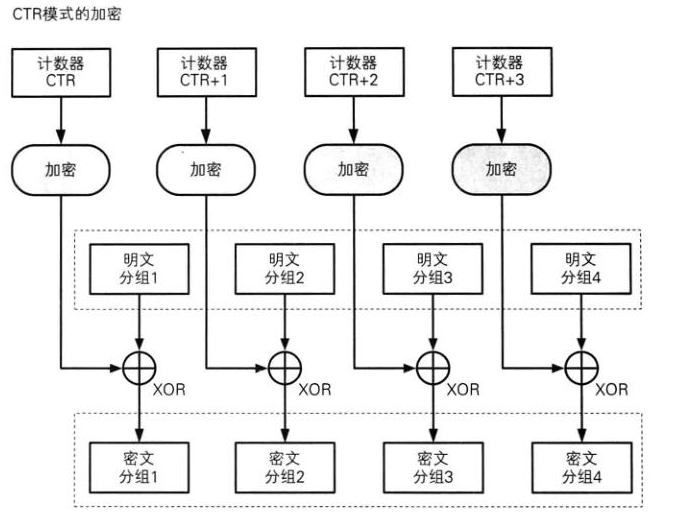 CTR模式的加密
计数器
CTR
计数器
CTR+1
计数器
CTR+2
计数器
CTR+3
加密
加密
加密
加密
明文
分组1
明文
分组2
明文
分组3
明文
分组4
XOR
XOR
XOR
XOR
密文
分组1
密文
分组2
密文
分组3
密文
分组4